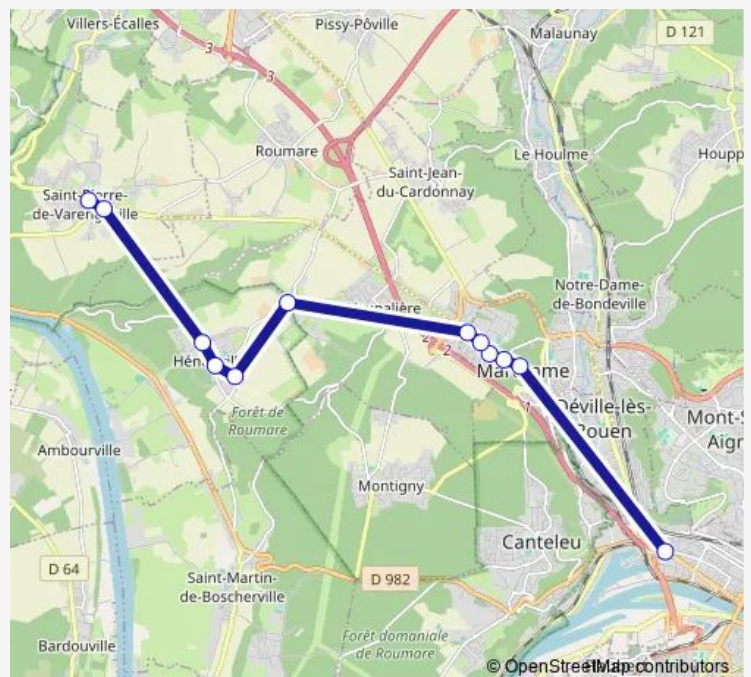 Villers-Écalles
Pissy-Pôville
Malaunay
D 121
3
3
Roumare
Le Houlme
Houpp
Saint-Jean-
du-Cardonnay
Saint-Pierre-
de-Varengeville
Notre-Dame-
de-Bondeville
2
2
Forêt de
Roumare
1
Déville-lès-
Rouen
Mont-S
Aigr
Ambourville
Montigny
Canteleu
D 64
D 982
Saint-Martin-
de-Boscherville
Forêt domaniale
de Roumare
Bardouville
© OpenStreetMap contributors